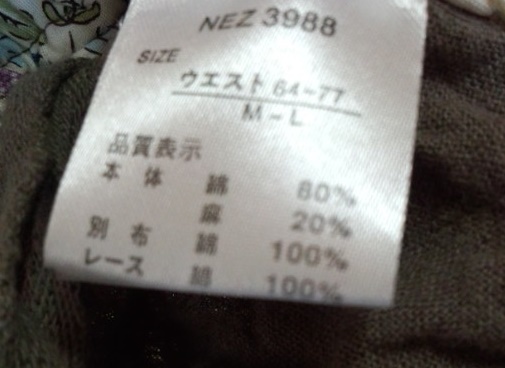 NEZ 3988
SIZE
ウエスト 64-77
M-L
品質表示
本体 綿 80%
麻 20%
別布 綿 100%
レース 綿 100%